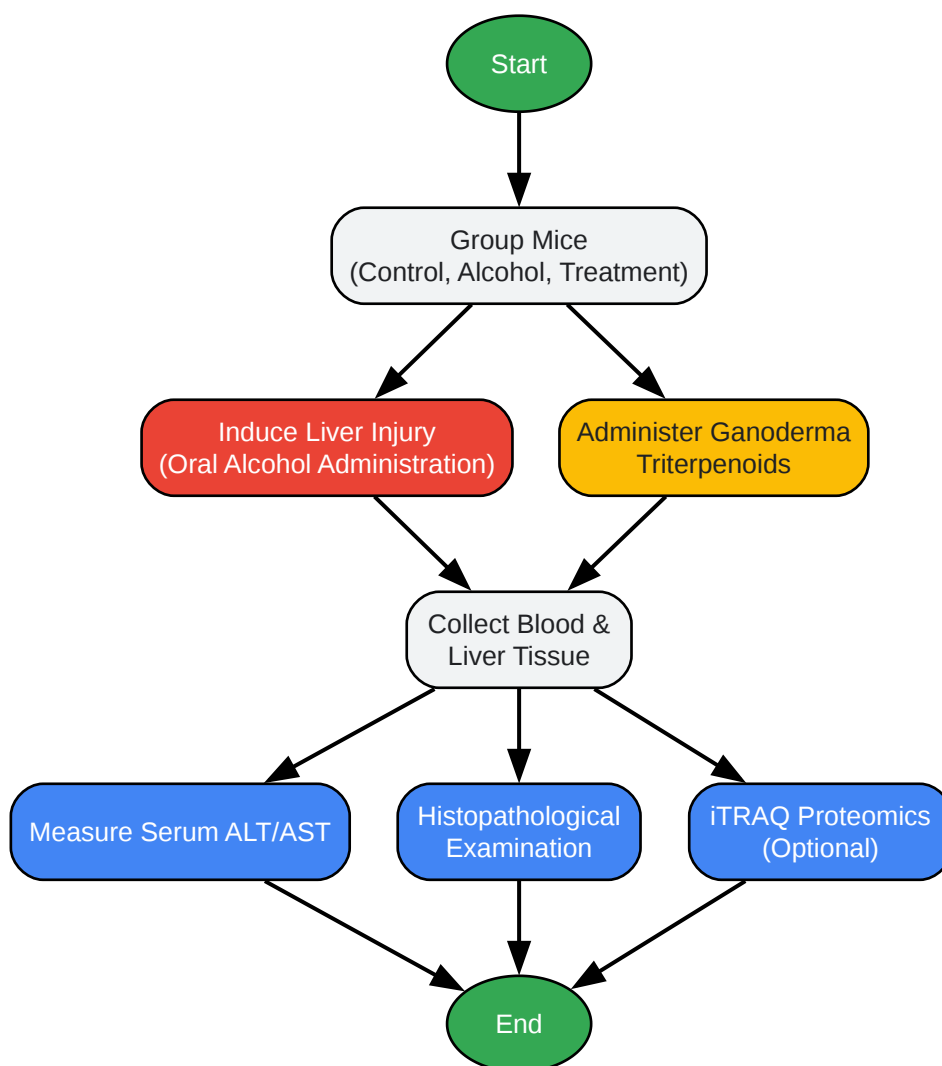 Start
Group Mice
(Control, Alcohol, Treatment)
Induce Liver Injury
(Oral Alcohol Administration)
Administer Ganoderma
Triterpenoids
Collect Blood &
Liver Tissue
Measure Serum ALT/AST
Histopathological
Examination
iTRAQ Proteomics
(Optional)
End